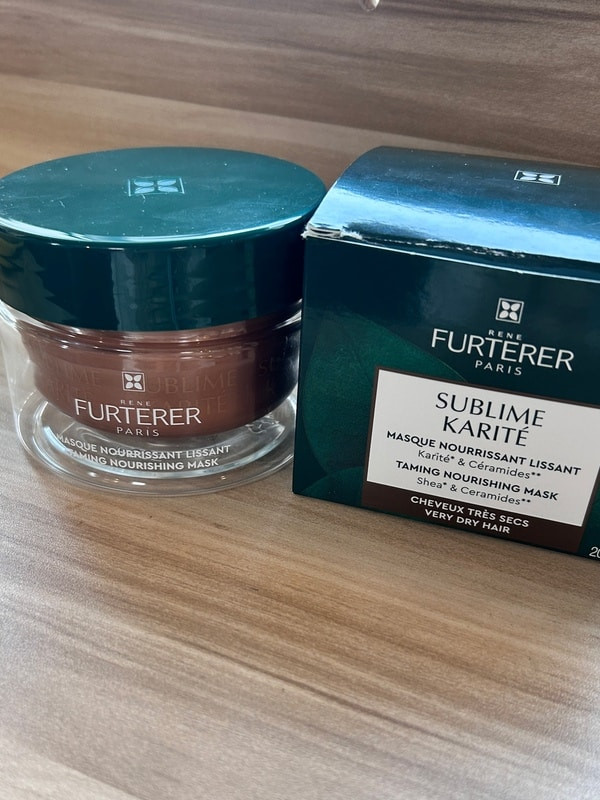 RENE
FURTERER
PARIS
MASQUE NOURRISSANT LISSANT
TAMING NOURISHING MASK
RENE
FURTERER
PARIS
SUBLIME
KARITÉ
MASQUE NOURRISSANT LISSANT
Karité* & Céramides**
TAMING NOURISHING MASK
Shea* & Ceramides**
CHEVEUX TRÈS SECS
VERY DRY HAIR